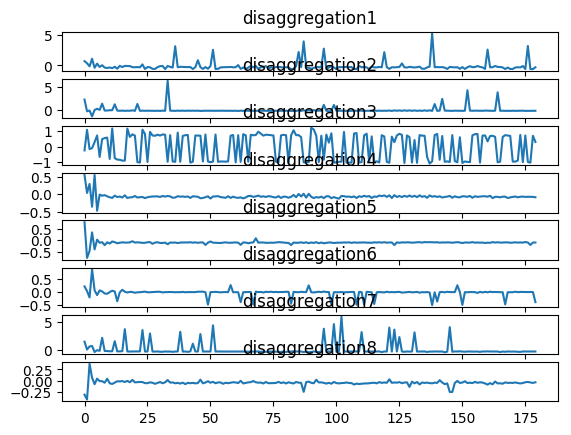 disaggregation1
5
0
disaggregation2
5
0
disaggregation3
1
0
−1
disaggregation4
0.5
0.0
−0.5
disaggregation5
0.5
0.0
−0.5
disaggregation6
0.5
0.0
−0.5
disaggregation7
5
0
disaggregation8
0.25
0.00
−0.25
0 25 50 75 100 125 150 175